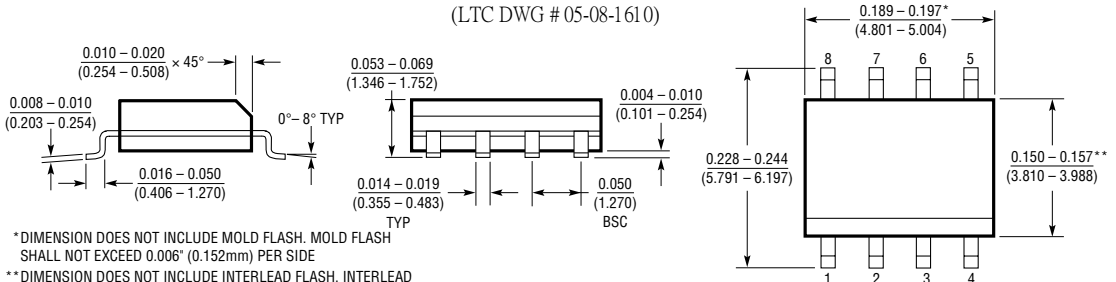 (LTC DWG # 05-08-1610)
0.189 – 0.197*
(4.801 – 5.004)
8 7 6 5
0.010 – 0.020
(0.254 – 0.508)
× 45°
0.053 – 0.069
(1.346 – 1.752)
0.008 – 0.010
(0.203 – 0.254)
0°– 8° TYP
0.004 – 0.010
(0.101 – 0.254)
0.228 – 0.244
(5.791 – 6.197)
0.150 – 0.157**
(3.810 – 3.988)
0.016 – 0.050
(0.406 – 1.270)
0.014 – 0.019
(0.355 – 0.483)
TYP
0.050
(1.270)
BSC
1 2 3 4
*DIMENSION DOES NOT INCLUDE MOLD FLASH. MOLD FLASH
SHALL NOT EXCEED 0.006" (0.152mm) PER SIDE
**DIMENSION DOES NOT INCLUDE INTERLEAD FLASH. INTERLEAD